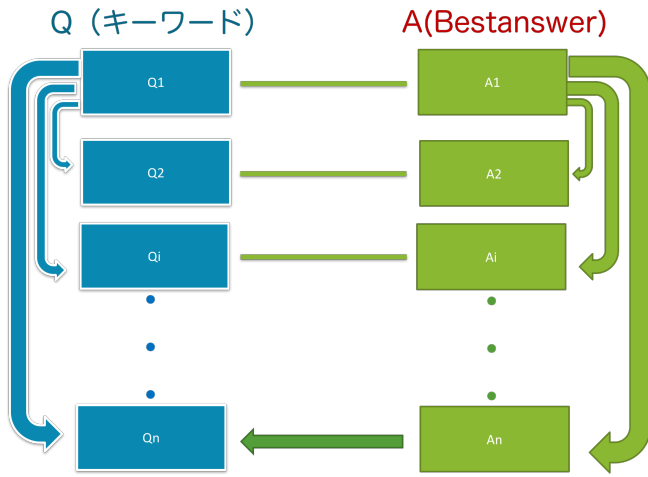 Q（キーワード）
A(Bestanswer)
Q1
A1
Q2
A2
Qi
Ai
Qn
An